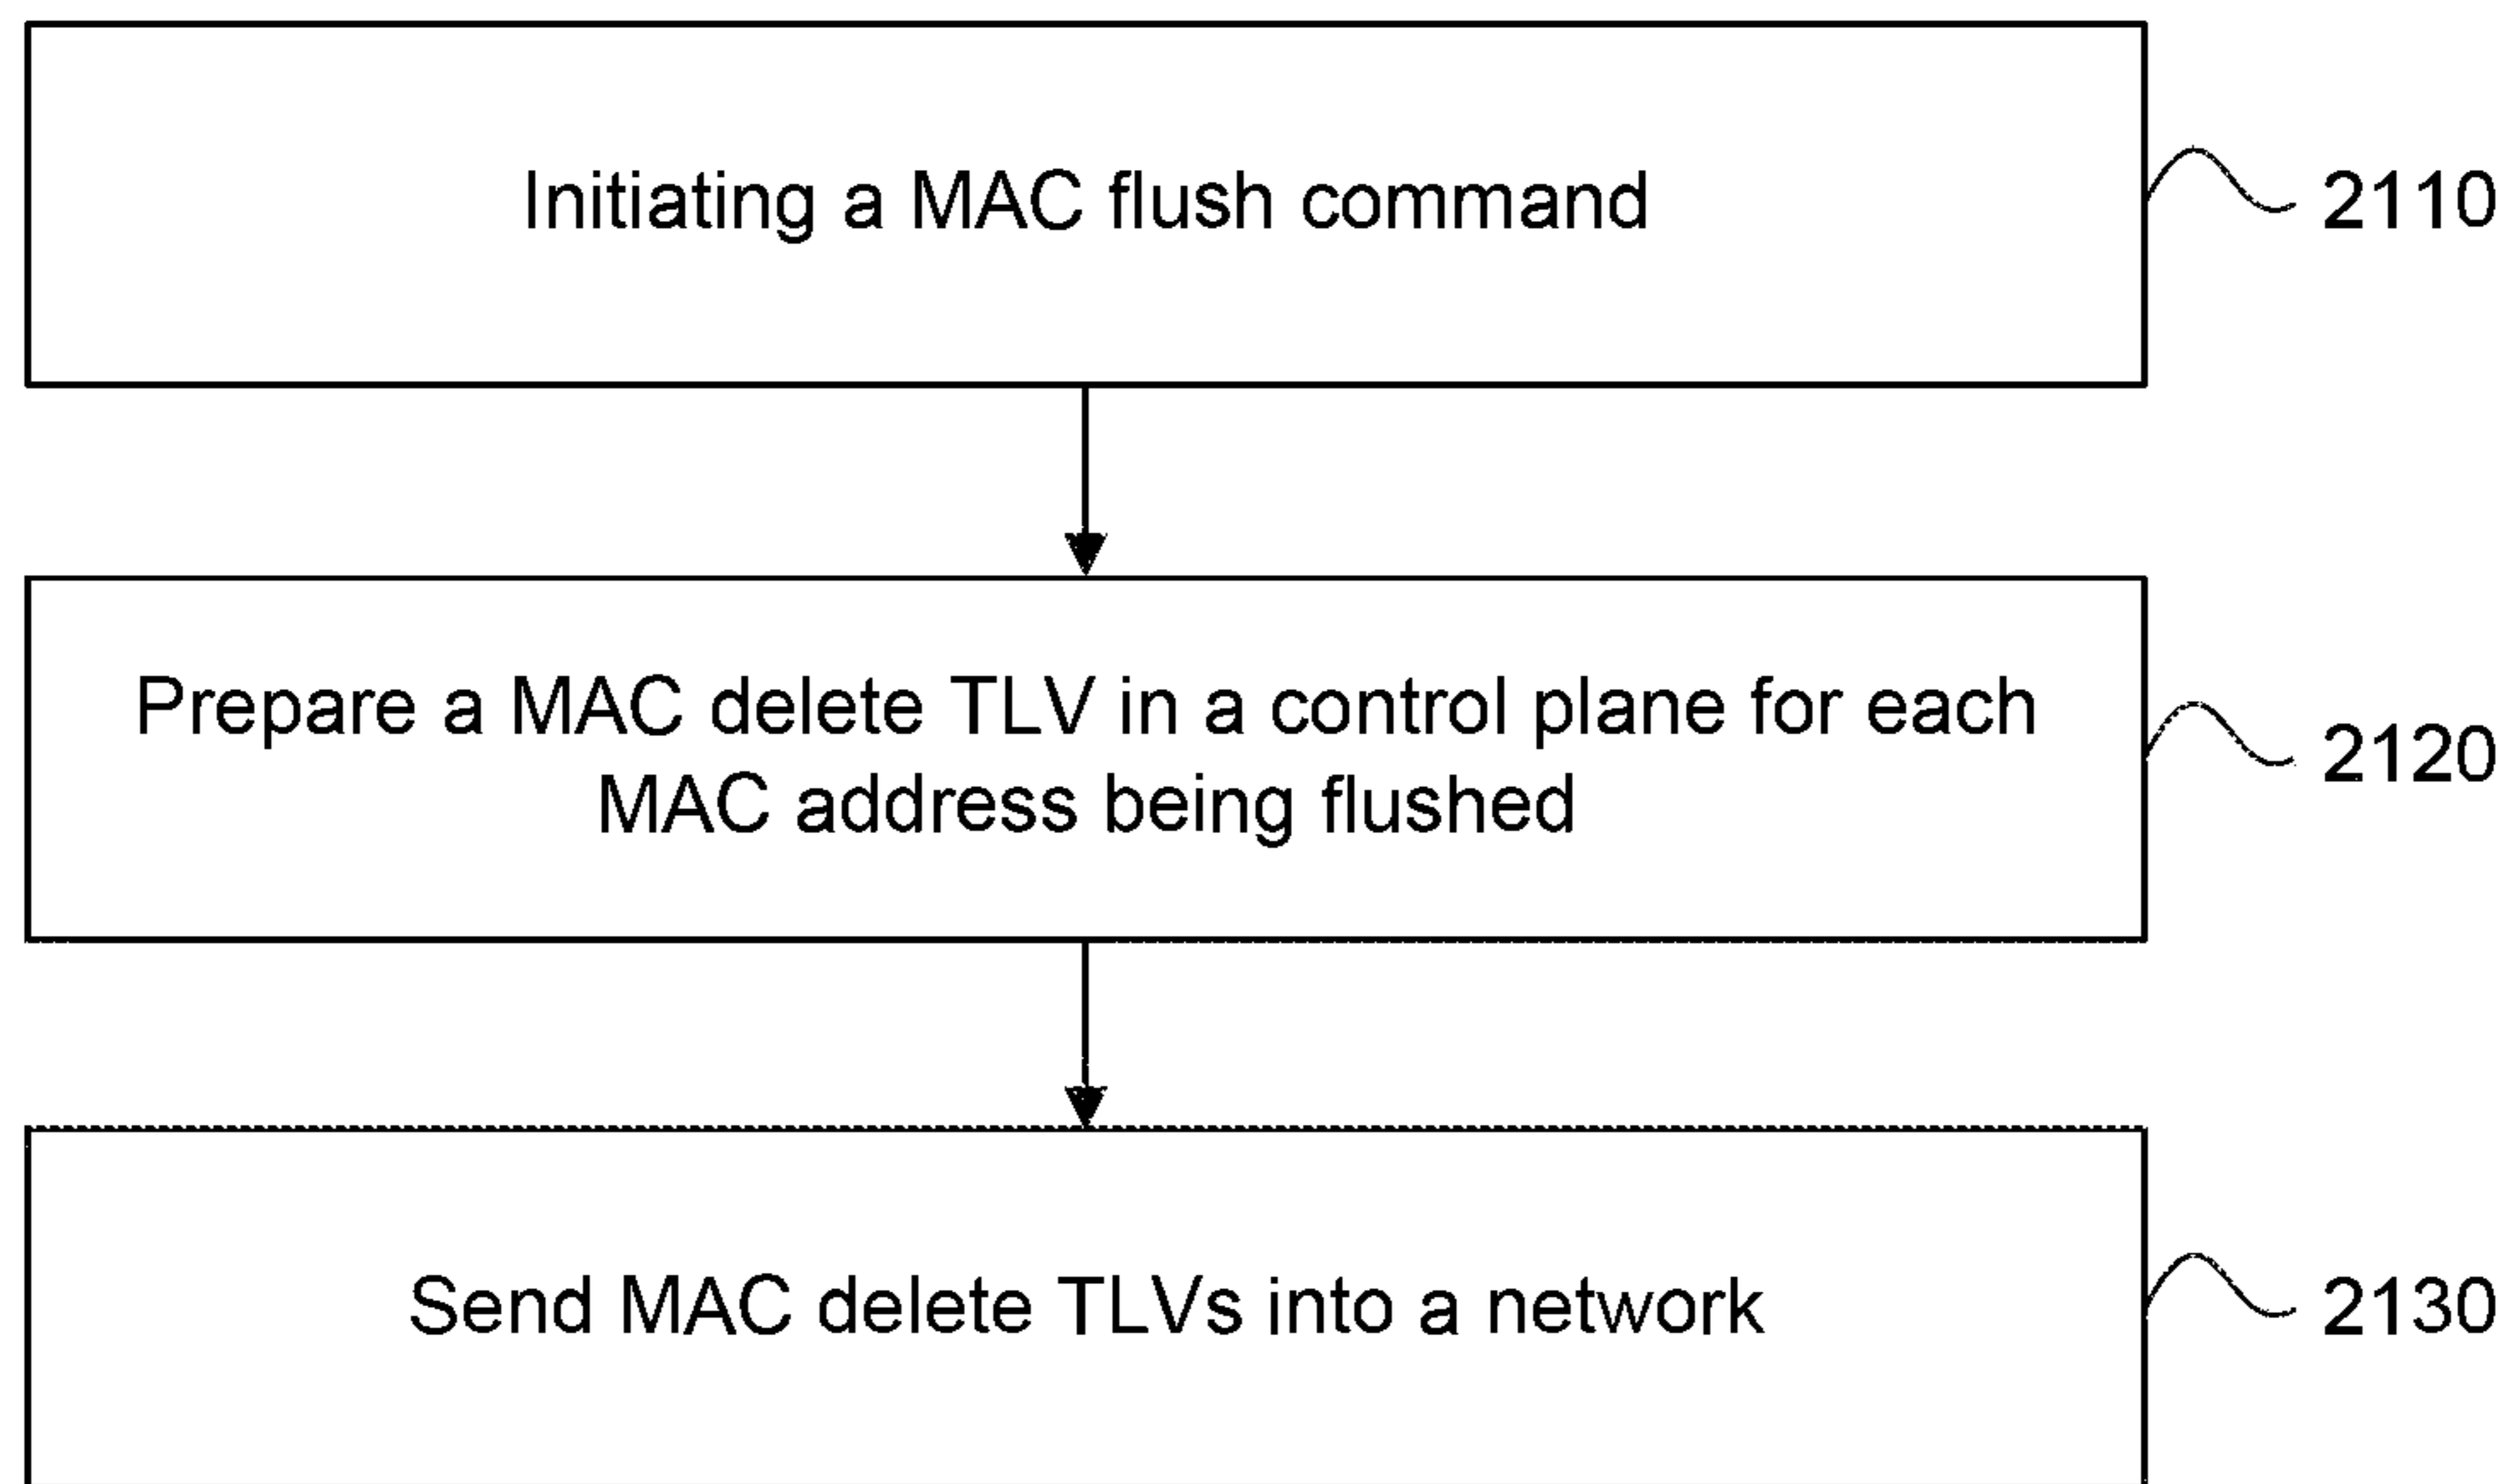 Initiating a MAC flush command
2110
Prepare a MAC delete TLV in a control plane for each
MAC address being flushed
2120
Send MAC delete TLVs into a network
2130